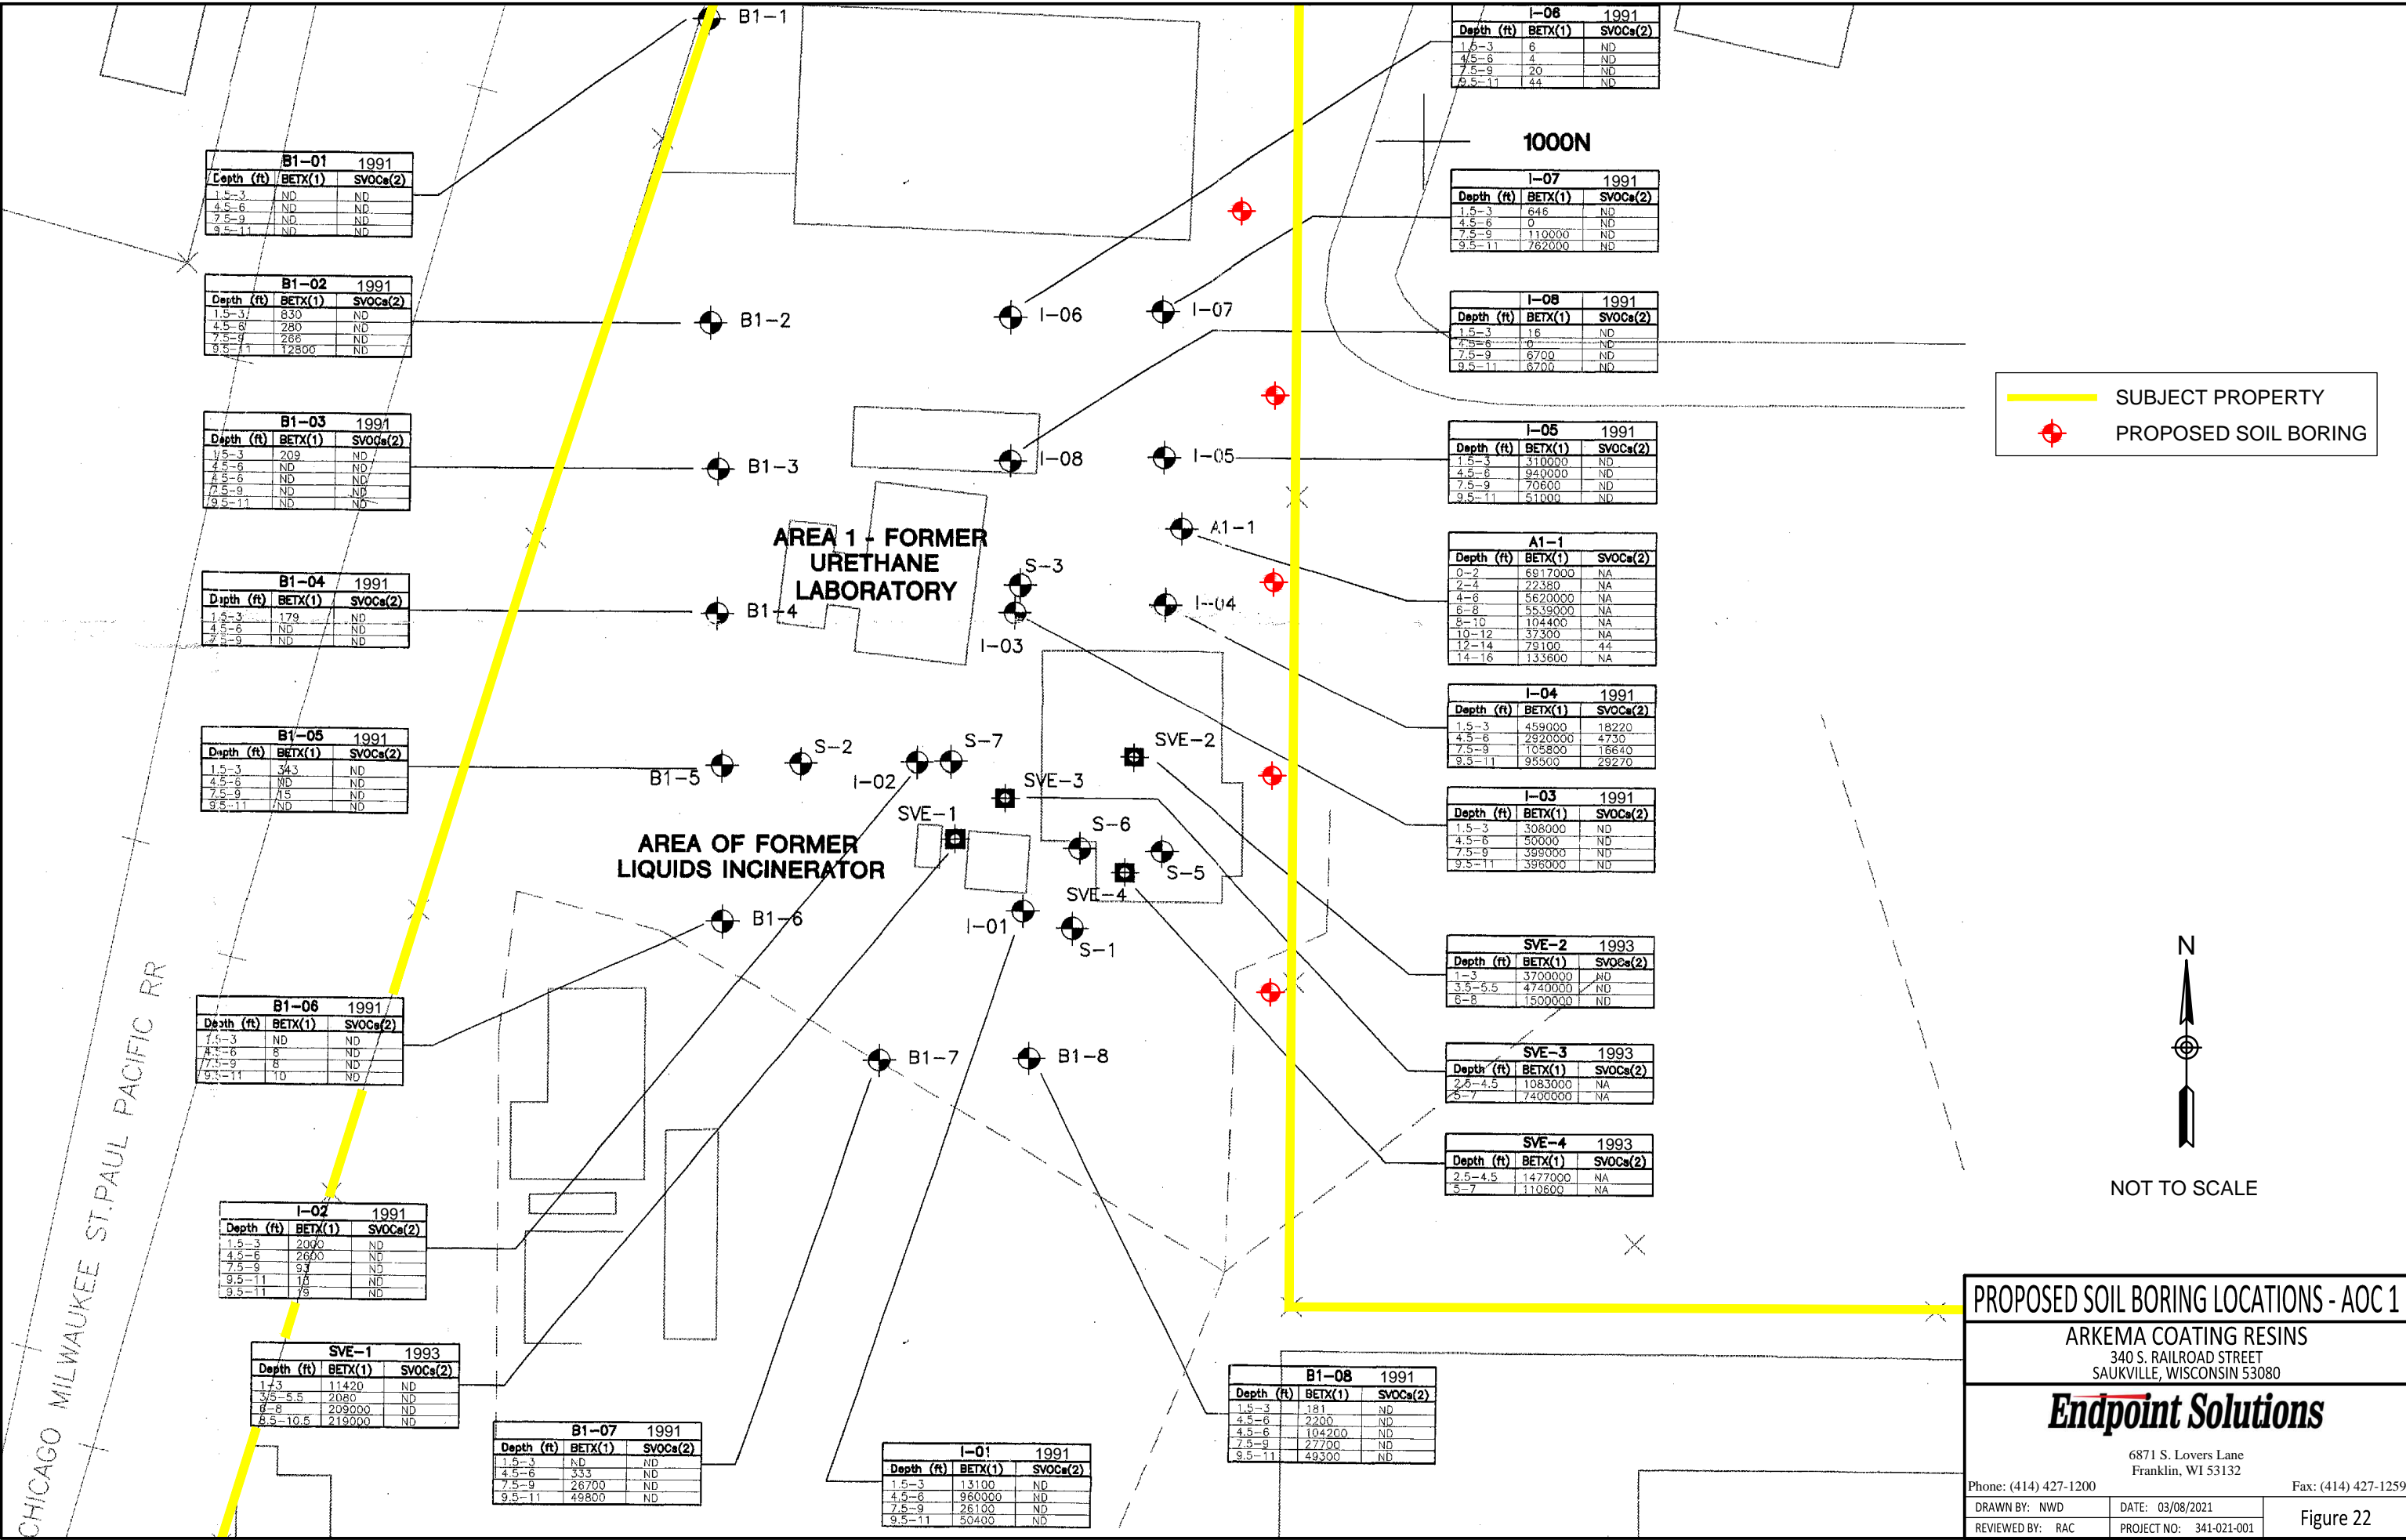 B1-1
B1-01 1991
Depth (ft) BETX(1) SVOCs(2)
1.5-3 ND ND
4.5-6 ND ND
7.5-9 ND ND
9.5-11 ND ND
B1-02 1991
Depth (ft) BETX(1) SVOCs(2)
1.5-3 830 ND
4.5-6 280 ND
7.5-9 266 ND
9.5-11 12800 ND
B1-03 1991
Depth (ft) BETX(1) SVOCs(2)
1.5-3 209 ND
4.5-6 ND ND
4.5-6 ND ND
7.5-9 ND ND
9.5-11 ND ND
B1-04 1991
Depth (ft) BETX(1) SVOCs(2)
1.5-3 179 ND
4.5-6 ND ND
7.5-9 ND ND
B1-05 1991
Depth (ft) BETX(1) SVOCs(2)
1.5-3 343 ND
4.5-6 ND ND
7.5-9 15 ND
9.5-11 ND ND
B1-06 1991
Depth (ft) BETX(1) SVOCs(2)
1.5-3 ND ND
4.5-6 8 ND
7.5-9 8 ND
9.5-11 10 ND
I-02 1991
Depth (ft) BETX(1) SVOCs(2)
1.5-3 2000 ND
4.5-6 2600 ND
7.5-9 93 ND
9.5-11 18 ND
9.5-11 19 ND
SVE-1 1993
Depth (ft) BETX(1) SVOCs(2)
1-3 11420 ND
3.5-5.5 2080 ND
6-8 209000 ND
8.5-10.5 219000 ND
CHICAGO MILWAUKEE ST.PAUL PACIFIC RR
B1-07 1991
Depth (ft) BETX(1) SVOCs(2)
1.5-3 ND ND
4.5-6 333 ND
7.5-9 26700 ND
9.5-11 49800 ND
I-01 1991
Depth (ft) BETX(1) SVOCs(2)
1.5-3 13100 ND
4.5-6 960000 ND
7.5-9 26100 ND
9.5-11 50400 ND
B1-08 1991
Depth (ft) BETX(1) SVOCs(2)
1.5-3 181 ND
4.5-6 2200 ND
4.5-6 104200 ND
7.5-9 27700 ND
9.5-11 49300 ND
B1-2
I-06
I-07
B1-3
I-08
I-05
A1-1
AREA 1 - FORMER
URETHANE
LABORATORY
S-3
B1-4
I-04
I-03
B1-5
S-2
I-02
S-7
SVE-2
SVE-3
SVE-1
AREA OF FORMER
LIQUIDS INCINERATOR
S-6
S-5
SVE-4
B1-6
I-01
S-1
B1-7
B1-8
I-06 1991
Depth (ft) BETX(1) SVOCs(2)
1.5-3 6 ND
4.5-6 4 ND
7.5-9 20 ND
9.5-11 44 ND
1000N
I-07 1991
Depth (ft) BETX(1) SVOCs(2)
1.5-3 646 ND
4.5-6 0 ND
7.5-9 110000 ND
9.5-11 762000 ND
I-08 1991
Depth (ft) BETX(1) SVOCs(2)
1.5-3 16 ND
4.5-6 0 ND
7.5-9 6700 ND
9.5-11 6700 ND
I-05 1991
Depth (ft) BETX(1) SVOCs(2)
1.5-3 310000 ND
4.5-6 940000 ND
7.5-9 70600 ND
9.5-11 51000 ND
A1-1
Depth (ft) BETX(1) SVOCs(2)
0-2 6917000 NA
2-4 22380 NA
4-6 5620000 NA
6-8 5539000 NA
8-10 104400 NA
10-12 37300 NA
12-14 79100 44
14-16 133600 NA
I-04 1991
Depth (ft) BETX(1) SVOCs(2)
1.5-3 459000 18220
4.5-6 2920000 4730
7.5-9 105800 16640
9.5-11 95500 29270
I-03 1991
Depth (ft) BETX(1) SVOCs(2)
1.5-3 308000 ND
4.5-6 50000 ND
7.5-9 399000 ND
9.5-11 396000 ND
SVE-2 1993
Depth (ft) BETX(1) SVOCs(2)
1-3 3700000 ND
3.5-5.5 4740000 ND
6-8 1500000 ND
SVE-3 1993
Depth (ft) BETX(1) SVOCs(2)
2.5-4.5 1083000 NA
5-7 7400000 NA
SVE-4 1993
Depth (ft) BETX(1) SVOCs(2)
2.5-4.5 1477000 NA
5-7 110600 NA
SUBJECT PROPERTY
PROPOSED SOIL BORING
N
NOT TO SCALE
PROPOSED SOIL BORING LOCATIONS - AOC 1
ARKEMA COATING RESINS
340 S. RAILROAD STREET
SAUKVILLE, WISCONSIN 53080
Endpoint Solutions
6871 S. Lovers Lane
Franklin, WI 53132
Phone: (414) 427-1200 Fax: (414) 427-1259
DRAWN BY: NWD DATE: 03/08/2021
REVIEWED BY: RAC PROJECT NO: 341-021-001
Figure 22